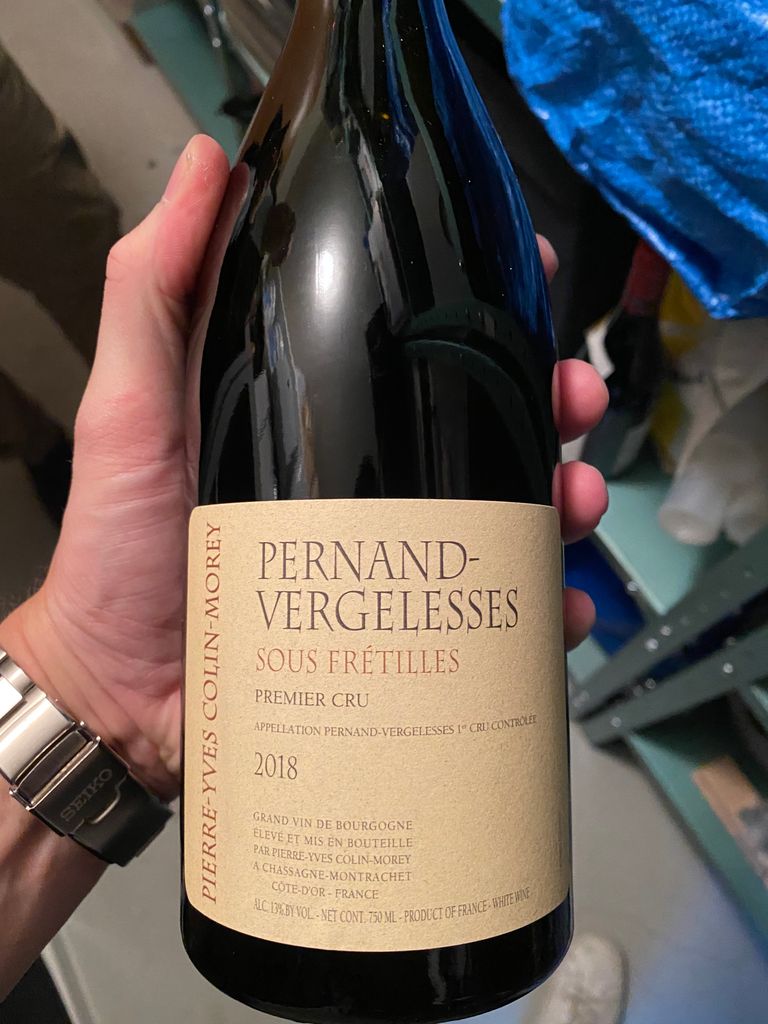 PIERRE-YVES COLIN-MOREY
PERNAND-
VERGELESSES
SOUS FRÉTILLES
PREMIER CRU
APPELLATION PERNAND-VERGELESSES 1er CRU CONTRÔLÉE
2018
GRAND VIN DE BOURGOGNE
ÉLEVÉ ET MIS EN BOUTEILLE
PAR PIERRE-YVES COLIN-MOREY
A CHASSAGNE-MONTRACHET
CÔTE-D'OR - FRANCE
ALC. 13% BY VOL. - NET CONT. 750 ML - PRODUCT OF FRANCE - WHITE WINE
SEIKO